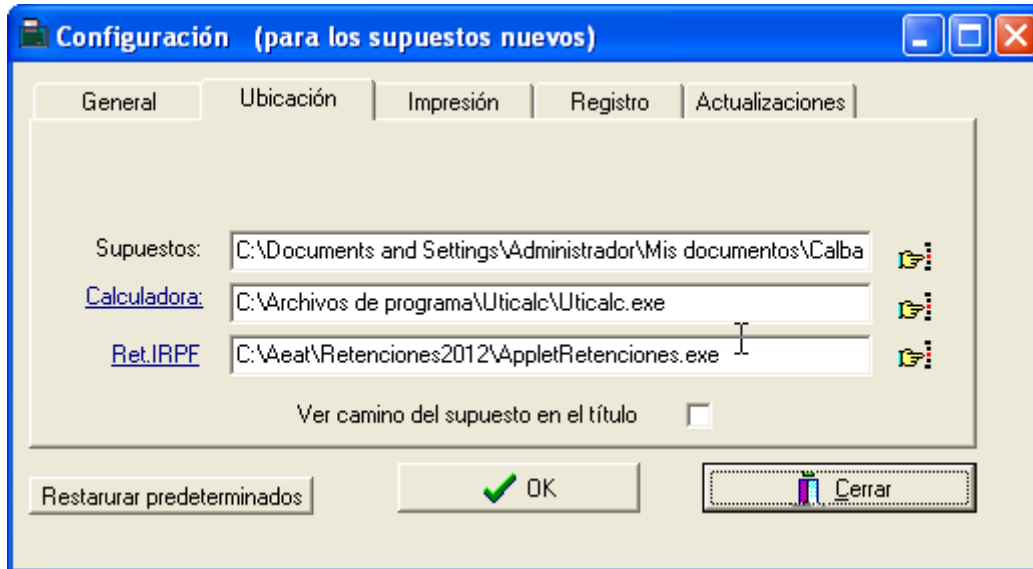 Configuración (para los supuestos nuevos)
General Ubicación Impresión Registro Actualizaciones
Supuestos: C:\Documents and Settings\Administrador\Mis documentos\Calba
Calculadora: C:\Archivos de programa\Uticalc\Uticalc.exe
Ret.IRPF C:\Aeat\Retenciones2012\AppletRetenciones.exe
Ver camino del supuesto en el título
Restarurar predeterminados OK Cerrar